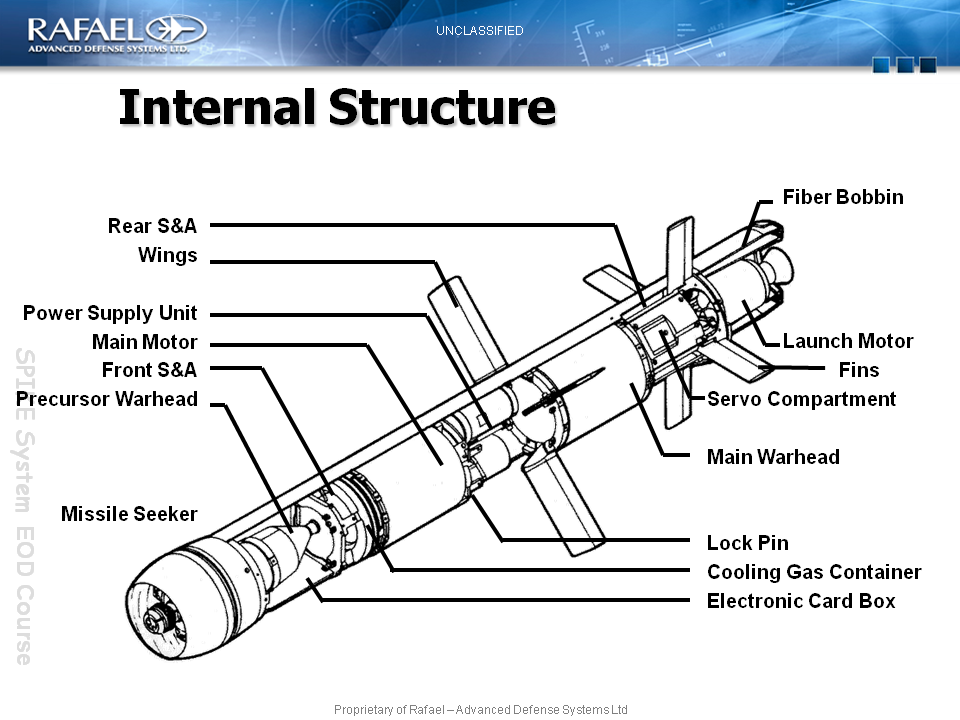 RAFAEL
ADVANCED DEFENSE SYSTEMS LTD.
UNCLASSIFIED
Internal Structure
Fiber Bobbin
Rear S&A
Wings
Power Supply Unit
Main Motor
Front S&A
Precursor Warhead
Missile Seeker
Launch Motor
Fins
Servo Compartment
Main Warhead
Lock Pin
Cooling Gas Container
Electronic Card Box
SPIKE System EOD Course
Proprietary of Rafael – Advanced Defense Systems Ltd